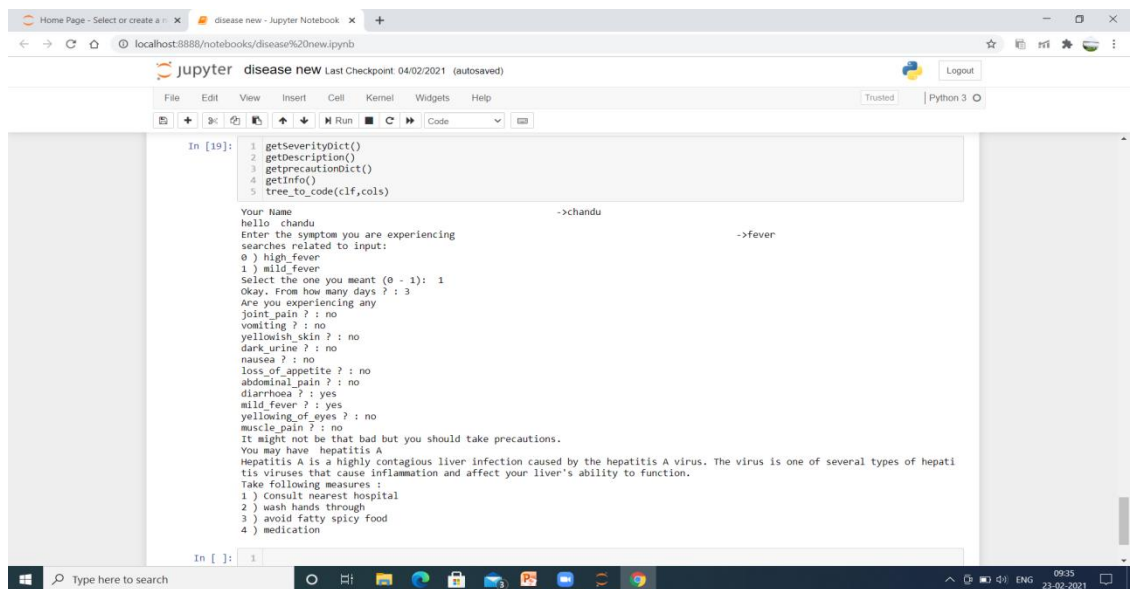 Home Page - Select or create a n
disease new - Jupyter Notebook
localhost:8888/notebooks/disease%20new.ipynb
jupyter disease new Last Checkpoint: 04/02/2021 (autosaved)
Logout
File Edit View Insert Cell Kernel Widgets Help
Trusted
Python 3
Run
Code
In [19]:
1 getSeverityDict()
2 getDescription()
3 getprecautionDict()
4 getInfo()
5 tree_to_code(clf,cols)
Your Name ->chandu
hello chandu
Enter the symptom you are experiencing ->fever
searches related to input:
0 ) high_fever
1 ) mild_fever
Select the one you meant (0 - 1): 1
Okay. From how many days ? : 3
Are you experiencing any
joint_pain ? : no
vomiting ? : no
yellowish_skin ? : no
dark_urine ? : no
nausea ? : no
loss_of_appetite ? : no
abdominal_pain ? : no
diarrhoea ? : yes
mild_fever ? : yes
yellowing_of_eyes ? : no
muscle_pain ? : no
It might not be that bad but you should take precautions.
You may have hepatitis A
Hepatitis A is a highly contagious liver infection caused by the hepatitis A virus. The virus is one of several types of hepati
tis viruses that cause inflammation and affect your liver's ability to function.
Take following measures :
1 ) Consult nearest hospital
2 ) wash hands through
3 ) avoid fatty spicy food
4 ) medication
In [ ]:
1
Type here to search
ENG
09:35
23-02-2021